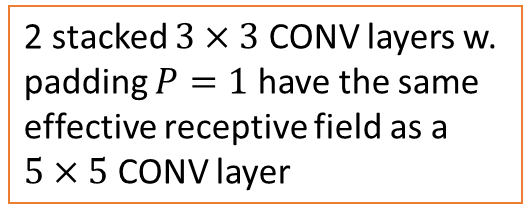 2 stacked 3 × 3 CONV layers w.
padding P = 1 have the same
effective receptive field as a
5 × 5 CONV layer